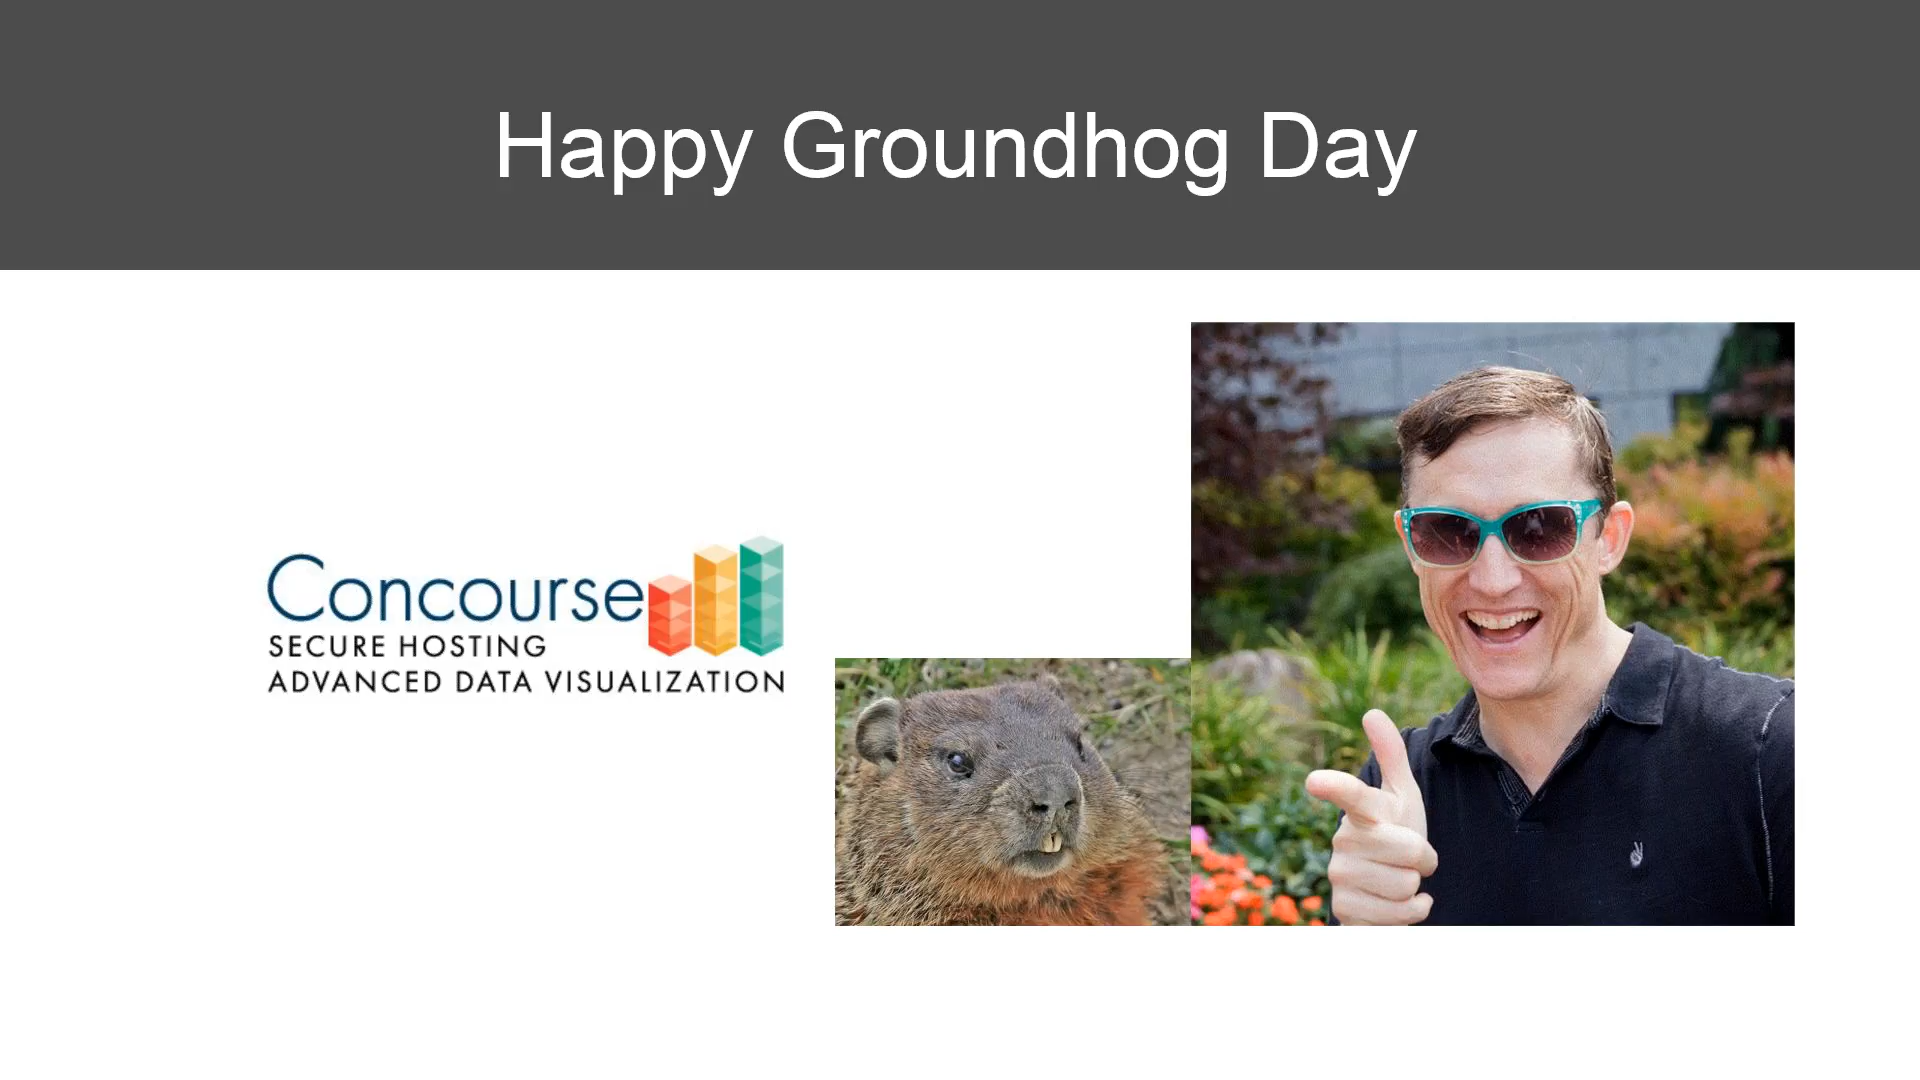 Happy Groundhog Day
Concourse
SECURE HOSTING
ADVANCED DATA VISUALIZATION